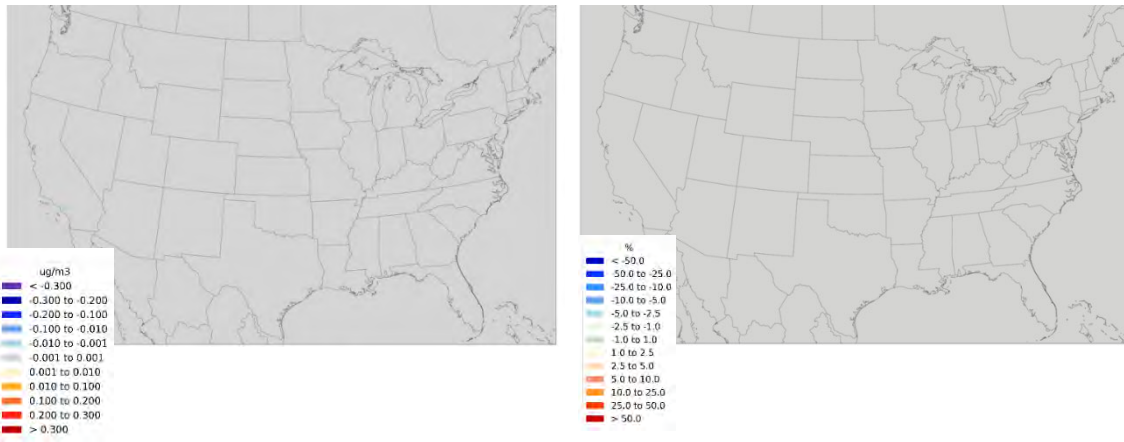 ug/m3
< -0.300
-0.300 to -0.200
-0.200 to -0.100
-0.100 to -0.010
-0.010 to -0.001
-0.001 to 0.001
0.001 to 0.010
0.010 to 0.100
0.100 to 0.200
0.200 to 0.300
> 0.300
%
< -50.0
-50.0 to -25.0
-25.0 to -10.0
-10.0 to -5.0
-5.0 to -2.5
-2.5 to -1.0
-1.0 to 1.0
1.0 to 2.5
2.5 to 5.0
5.0 to 10.0
10.0 to 25.0
25.0 to 50.0
> 50.0